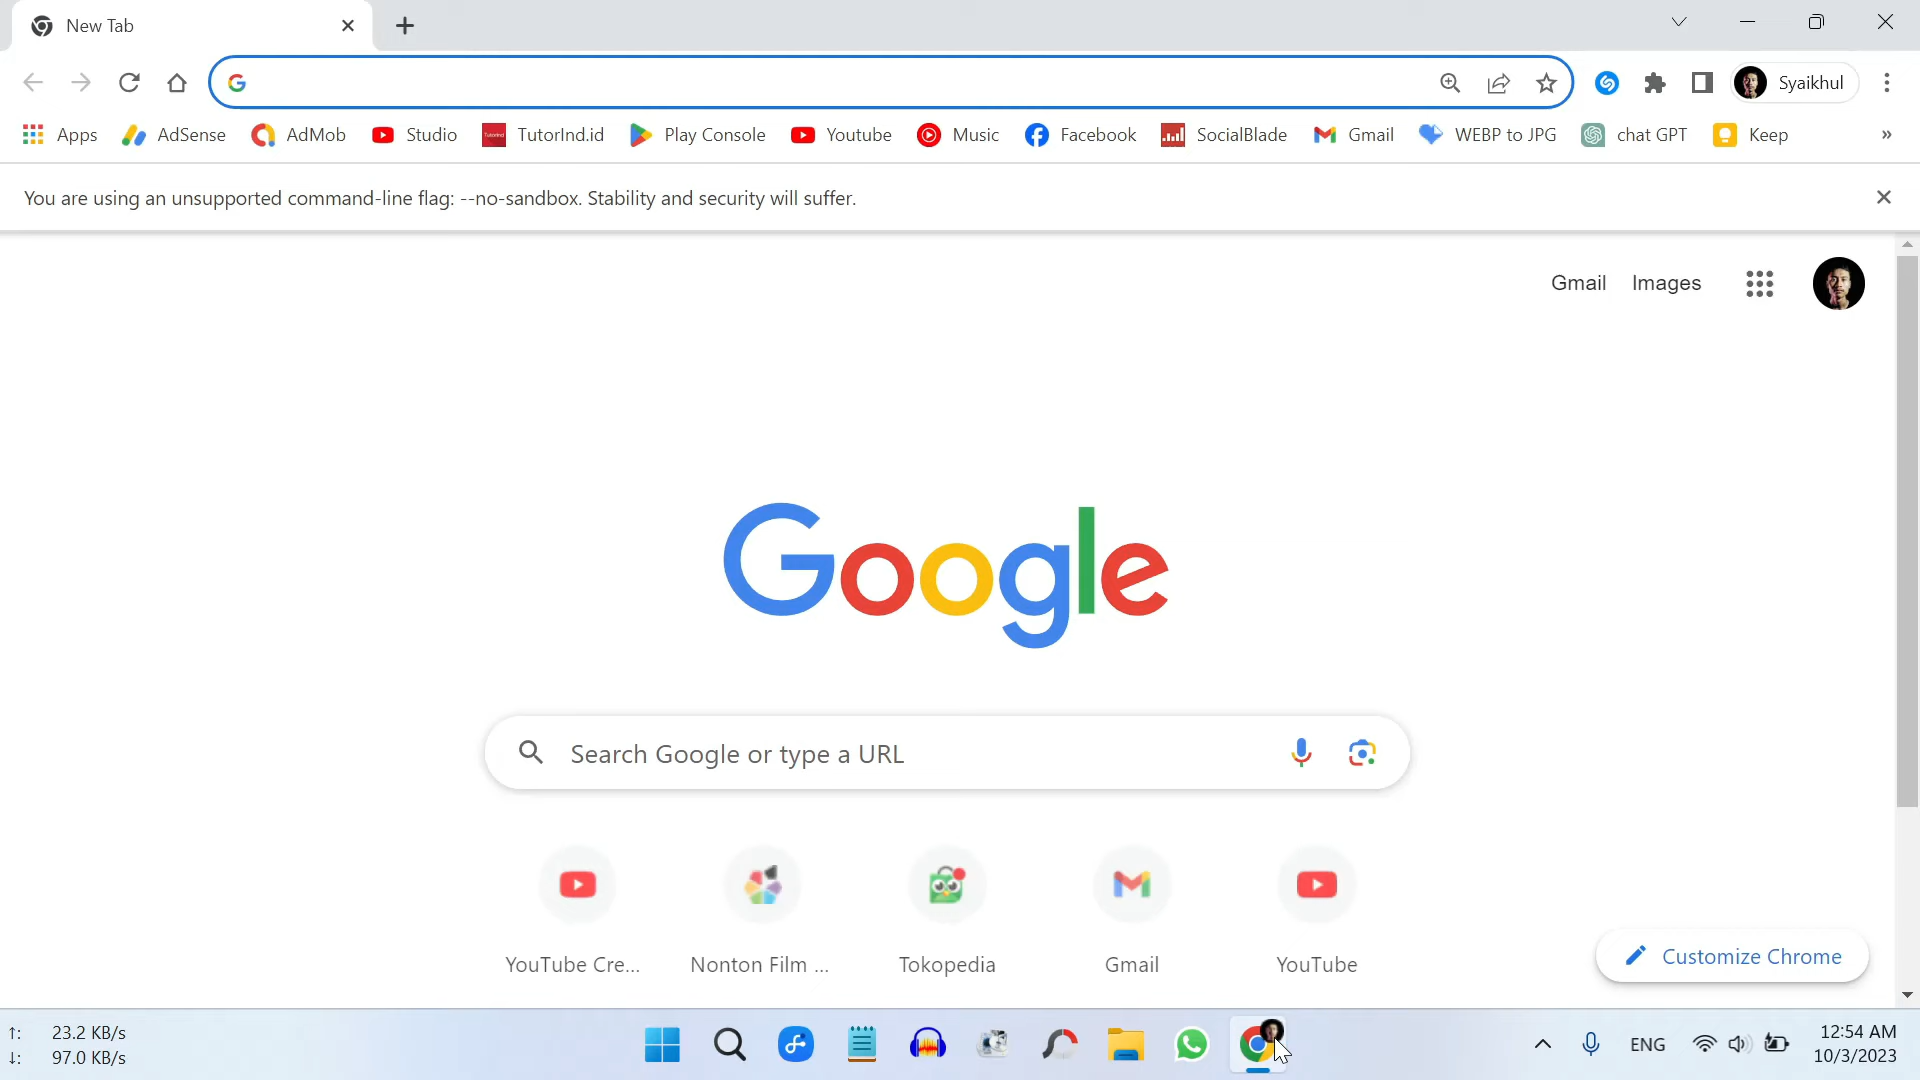 New Tab
Syaikhul
Apps AdSense AdMob Studio TutorInd.id Play Console Youtube Music Facebook SocialBlade Gmail WEBP to JPG chat GPT Keep »
You are using an unsupported command-line flag: --no-sandbox. Stability and security will suffer.
Gmail Images
Google
Search Google or type a URL
YouTube Cre... Nonton Film ... Tokopedia Gmail YouTube
Customize Chrome
↑: 23.2 KB/s
↓: 97.0 KB/s
ENG
12:54 AM
10/3/2023